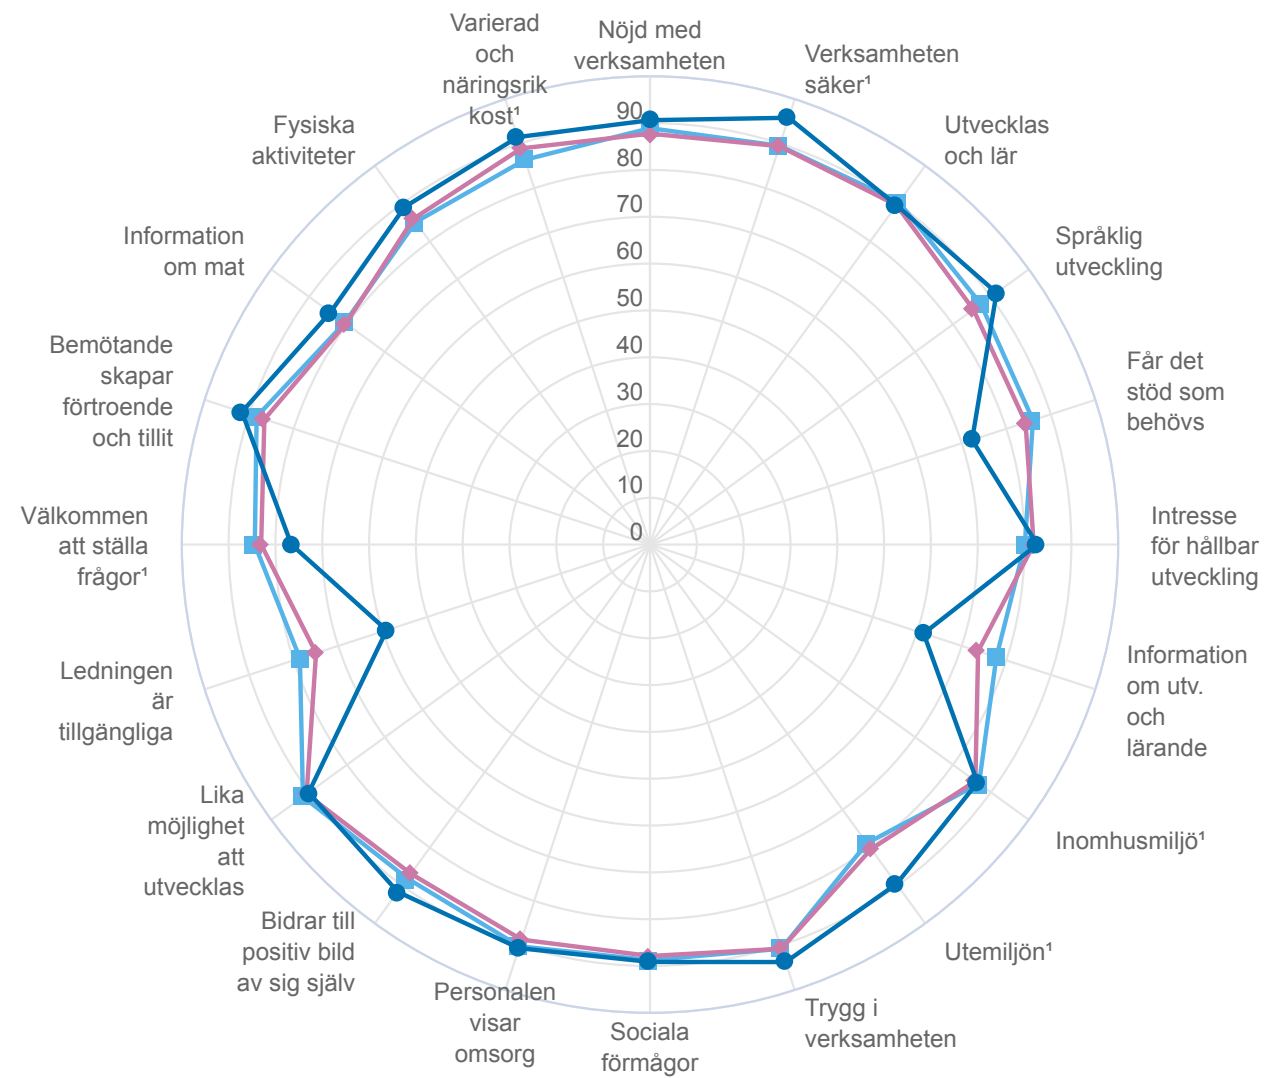 Nöjd med
verksamheten
Verksamheten
säker¹
Utvecklas
och lär
Språklig
utveckling
Får det
stöd som
behövs
Intresse
för hållbar
utveckling
Information
om utv.
och
lärande
Inomhusmiljö¹
Utemiljön¹
Trygg i
verksamheten
Sociala
förmågor
Personalen
visar
omsorg
Bidrar till
positiv bild
av sig själv
Lika
möjlighet
att
utvecklas
Ledningen
är
tillgängliga
Välkommen
att ställa
frågor¹
Bemötande
skapar
förtroende
och tillit
Information
om mat
Fysiska
aktiviteter
Varierad
och
näringsrik
kost¹
90
80
70
60
50
40
30
20
10
0